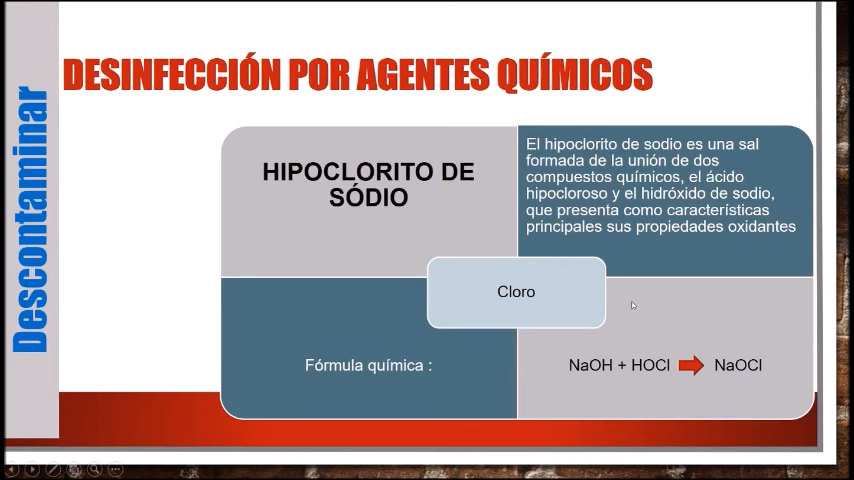 DESINFECCIÓN POR AGENTES QUÍMICOS
Descontaminar
HIPOCLORITO DE
SÓDIO
El hipoclorito de sodio es una sal
formada de la unión de dos
compuestos químicos, el ácido
hipocloroso y el hidróxido de sodio,
que presenta como características
principales sus propiedades oxidantes
Cloro
Fórmula química :
NaOH + HOCl NaOCl